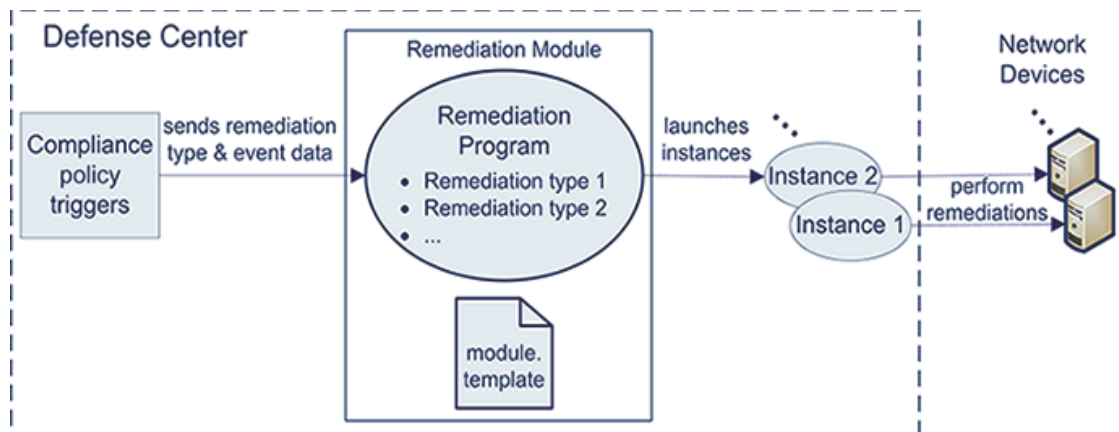 Defense Center
Remediation Module
Network
Devices
Compliance
policy
triggers
sends remediation
type & event data
Remediation
Program
• Remediation type 1
• Remediation type 2
• ...
launches
instances
Instance 2
Instance 1
perform
remediations
module.
template